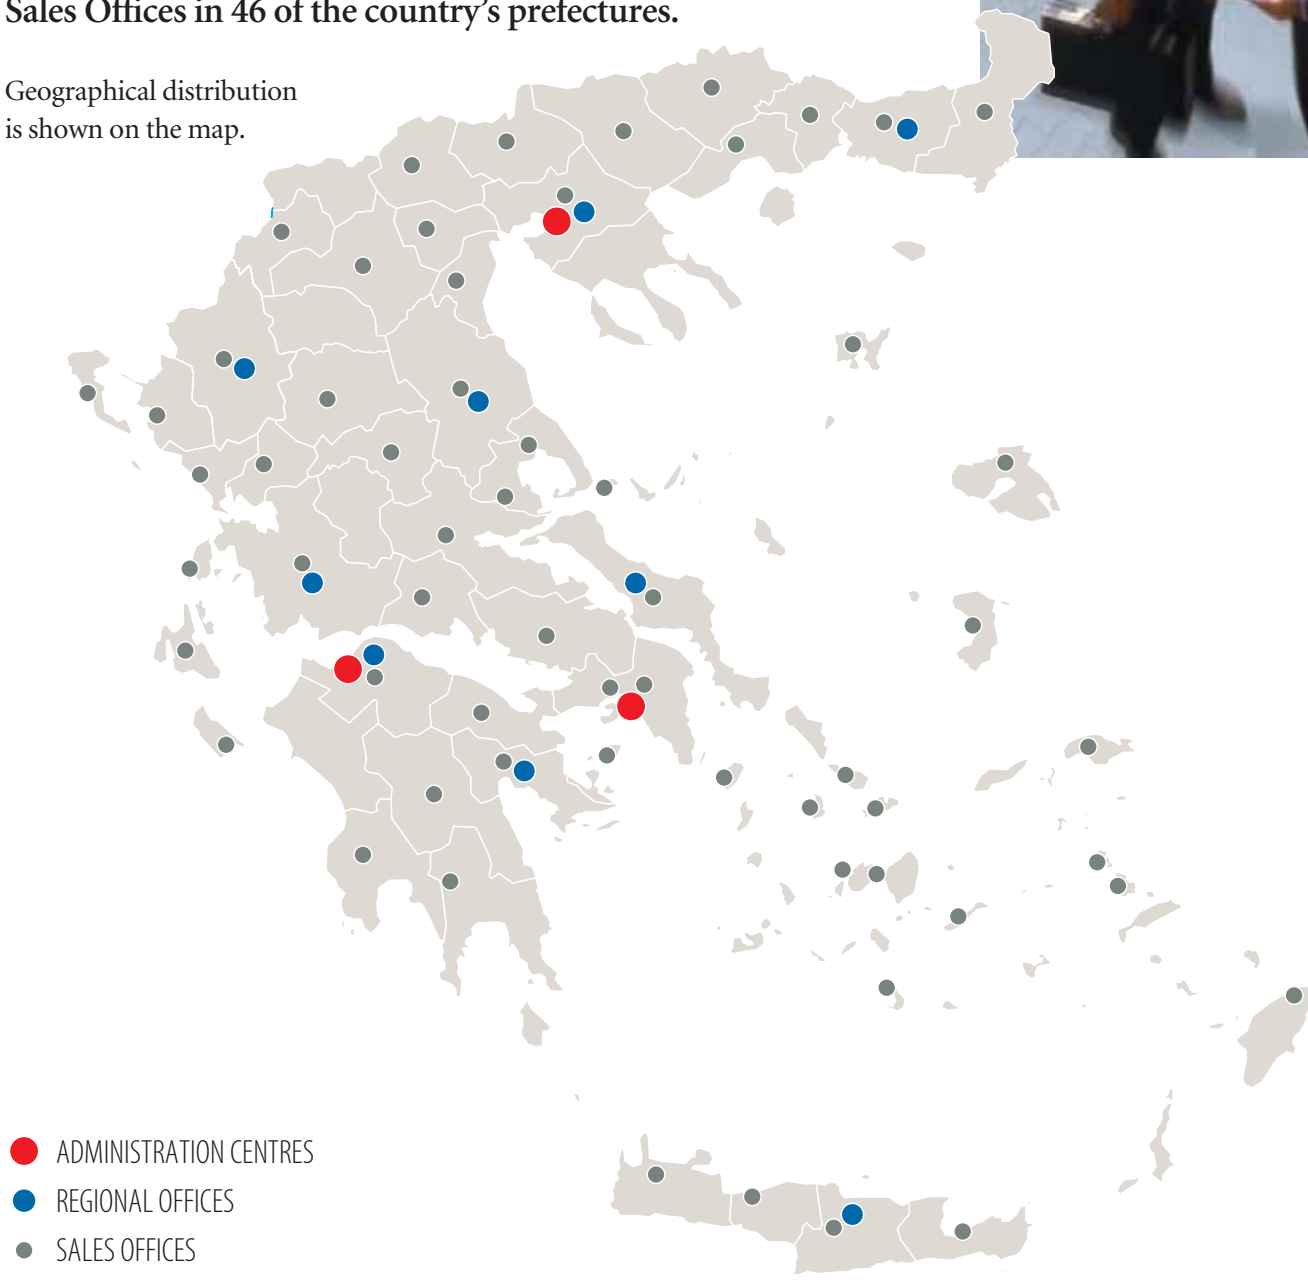 Sales Offices in 46 of the country’s prefectures.
Geographical distribution
is shown on the map.
ADMINISTRATION CENTRES
REGIONAL OFFICES
SALES OFFICES